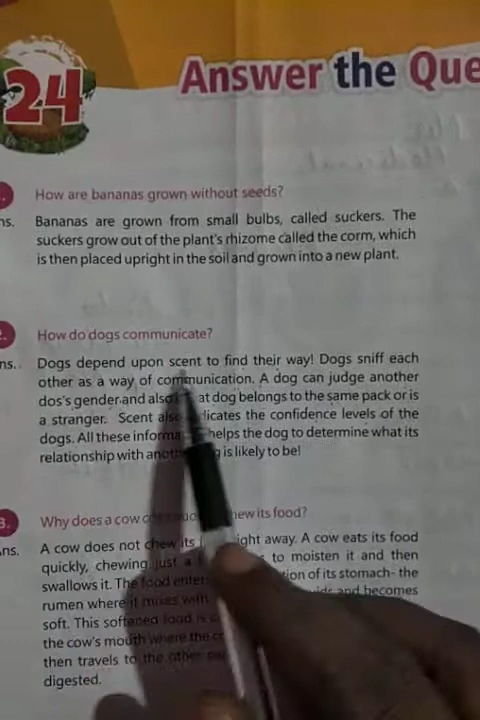 24
Answer the Que
How are bananas grown without seeds?
ns. Bananas are grown from small bulbs, called suckers. The
suckers grow out of the plant's rhizome called the corm, which
is then placed upright in the soil and grown into a new plant.
2. How do dogs communicate?
ns. Dogs depend upon scent to find their way! Dogs sniff each
other as a way of communication. A dog can judge another
dos's gender and also at dog belongs to the same pack or is
a stranger. Scent also dicates the confidence levels of the
dogs. All these informa helps the dog to determine what its
relationship with anoth g is likely to be!
3. Why does a cow co hew its food?
Ans. A cow does not chew its ight away. A cow eats its food
quickly, chewing just a to moisten it and then
swallows it. The food enter tion of its stomach- the
rumen where it mixes with and becomes
soft. This softened food is
the cow's mouth where the
then travels to the other
digested.